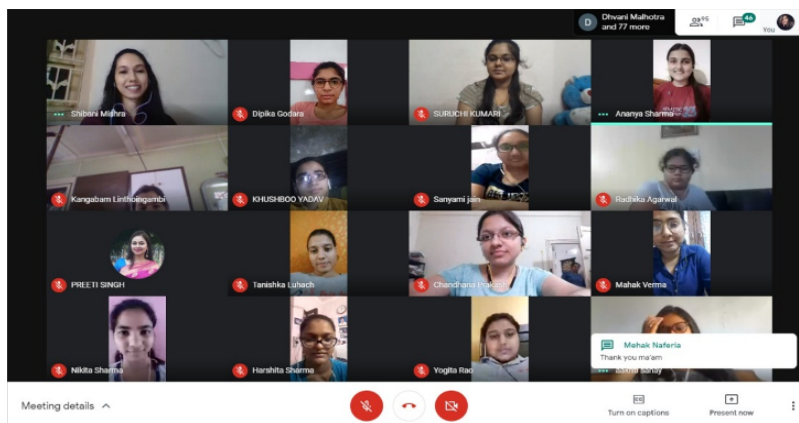 D
Dhvani Malhotra
and 77 more
95
46
You
Shibani Mishra
Dipika Godara
SURUCHI KUMARI
Ananya Sharma
Kangabam Linthoingambi
KHUSHBOO YADAV
Sanyami jain
Radhika Agarwal
PREETI SINGH
Tanishka Luhach
Chandhana Prakash
Mahak Verma
Nikita Sharma
Harshita Sharma
Yogita Rao
Mahak Naferia
Thank you ma'am
Meeting details
Turn on captions
Present now